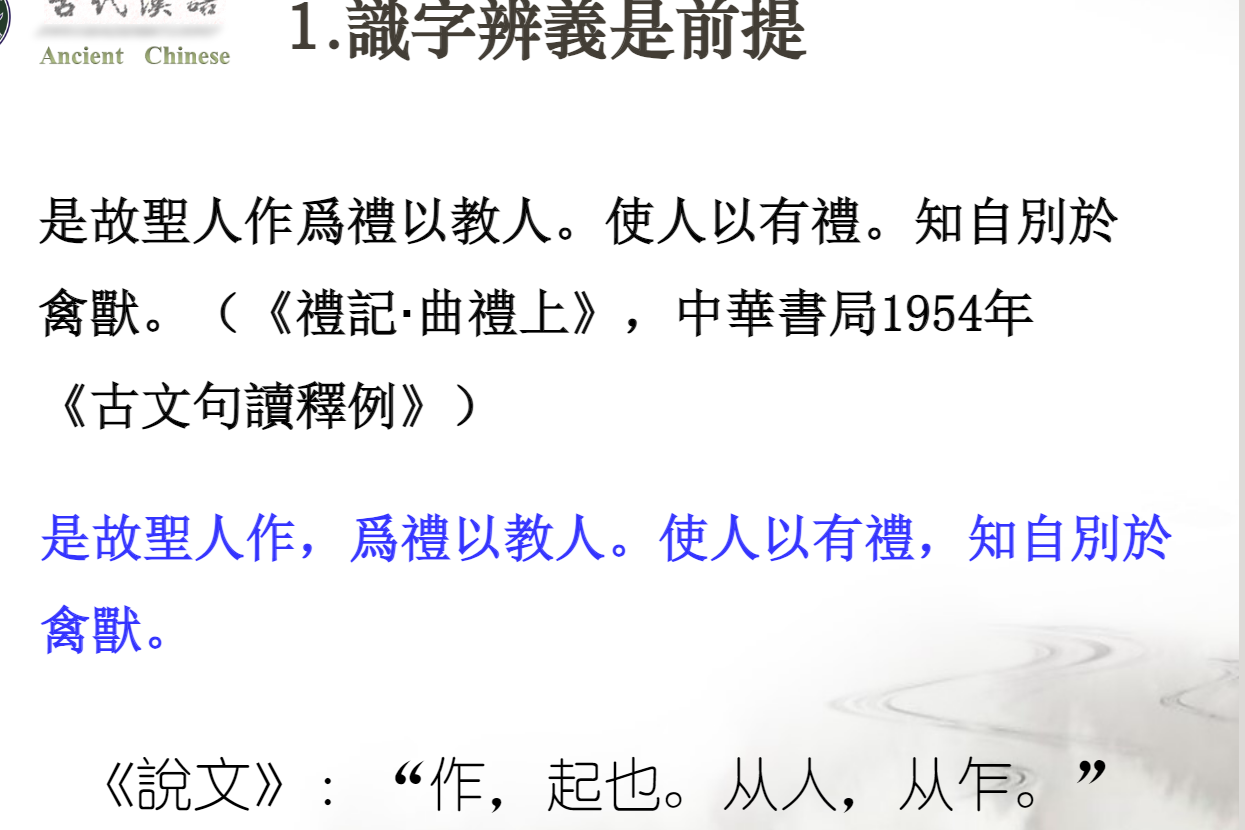 古代漢語
Ancient Chinese
1.識字辨義是前提
是故聖人作爲禮以教人。使人以有禮。知自別於
禽獸。（《禮記·曲禮上》，中華書局1954年
《古文句讀釋例》）
是故聖人作，爲禮以教人。使人以有禮，知自別於
禽獸。
《說文》：“作，起也。从人，从乍。”